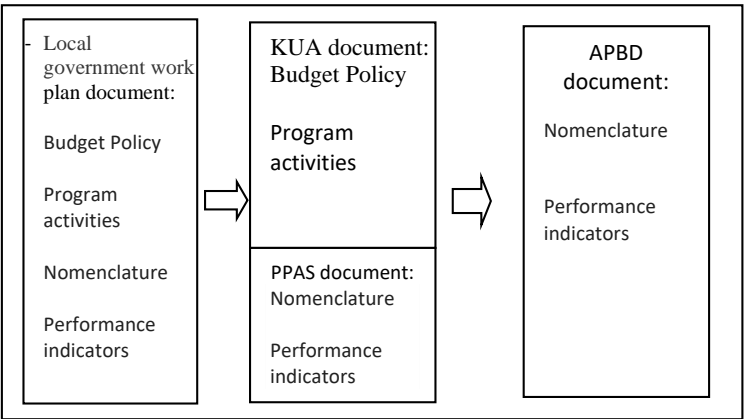 - Local
government work
plan document:
Budget Policy
Program
activities
Nomenclature
Performance
indicators
KUA document:
Budget Policy
Program
activities
PPAS document:
Nomenclature
Performance
indicators
APBD
document:
Nomenclature
Performance
indicators